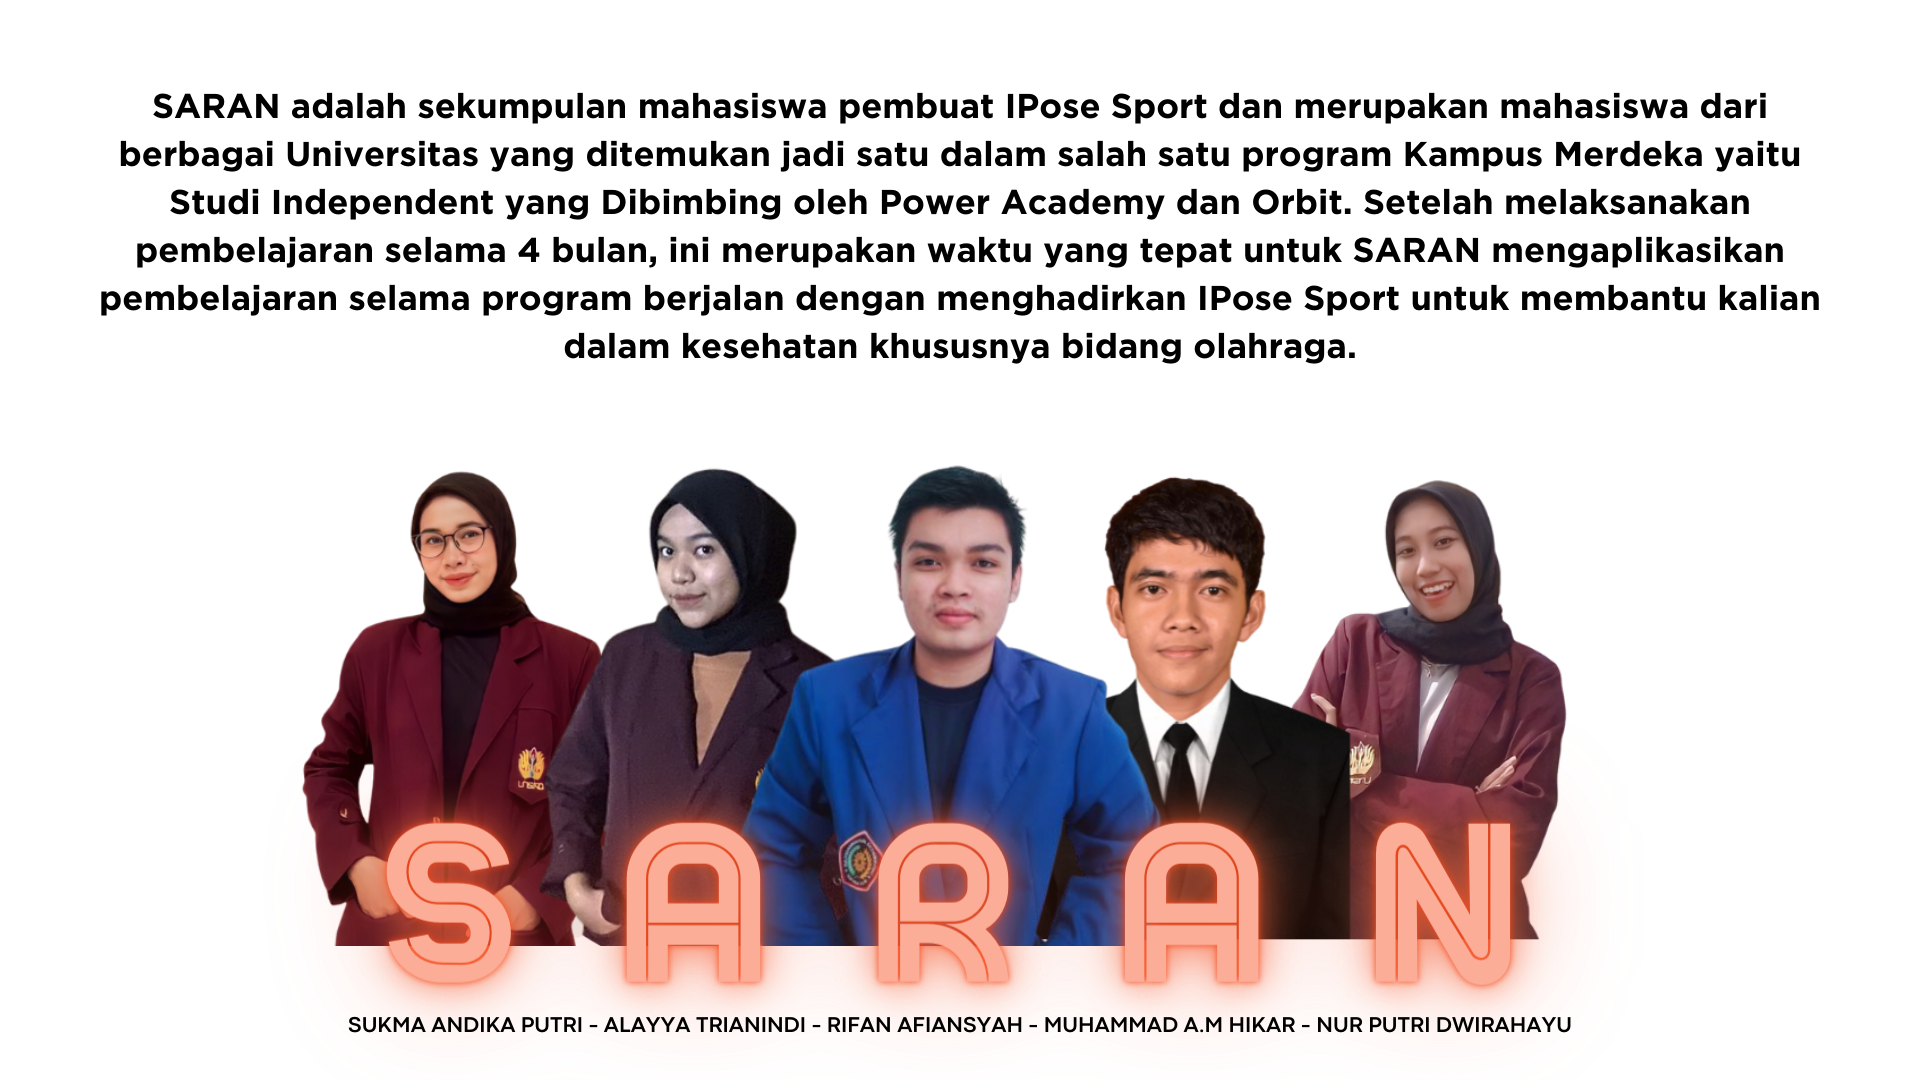 SARAN adalah sekumpulan mahasiswa pembuat IPose Sport dan merupakan mahasiswa dari
berbagai Universitas yang ditemukan jadi satu dalam salah satu program Kampus Merdeka yaitu
Studi Independent yang Dibimbing oleh Power Academy dan Orbit. Setelah melaksanakan
pembelajaran selama 4 bulan, ini merupakan waktu yang tepat untuk SARAN mengaplikasikan
pembelajaran selama program berjalan dengan menghadirkan IPose Sport untuk membantu kalian
dalam kesehatan khususnya bidang olahraga.
SARAN
SUKMA ANDIKA PUTRI - ALAYYA TRIANINDI - RIFAN AFIANSYAH - MUHAMMAD A.M HIKAR - NUR PUTRI DWIRAHAYU